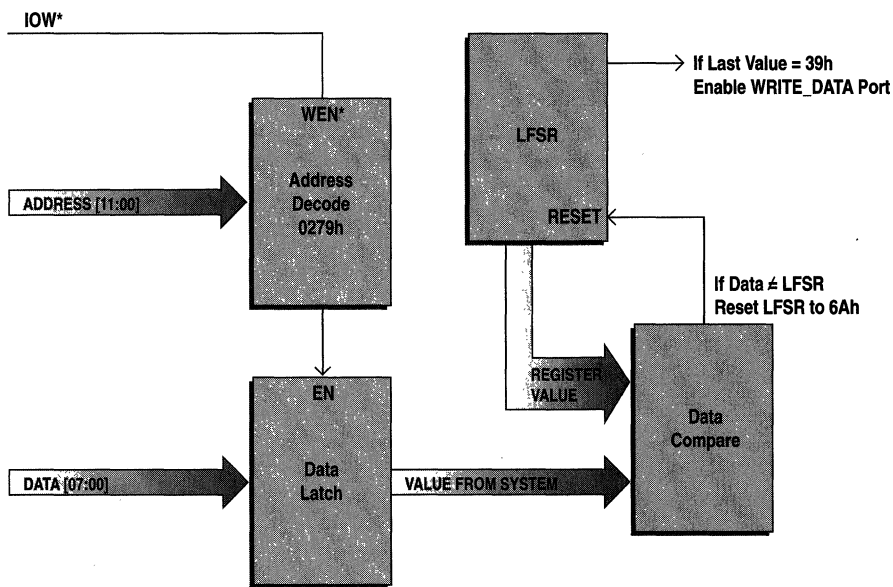 IOW*
WEN*
Address
Decode
0279h
ADDRESS [11:00]
LFSR
RESET
If Last Value = 39h
Enable WRITE_DATA Port
If Data ≠ LFSR
Reset LFSR to 6Ah
EN
Data
Latch
DATA [07:00]
VALUE FROM SYSTEM
REGISTER
VALUE
Data
Compare